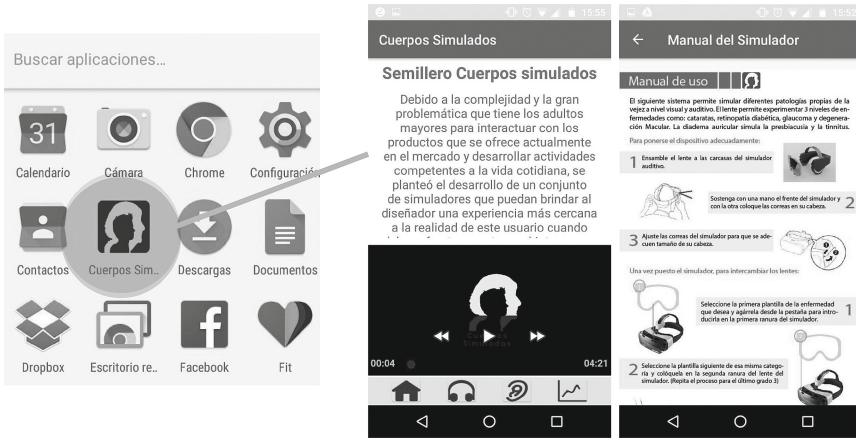 Buscar aplicaciones...
31
Calendario
Cámara
Chrome
Configuración
Contactos
Cuerpos Sim..
Descargas
Documentos
Dropbox
Escritorio re..
Facebook
Fit
15:55
Cuerpos Simulados
Semillero Cuerpos simulados
Debido a la complejidad y la gran
problemática que tiene los adultos
mayores para interactuar con los
productos que se ofrece actualmente
en el mercado y desarrollar actividades
competentes a la vida cotidiana, se
planteó el desarrollo de un conjunto
de simuladores que puedan brindar al
diseñador una experiencia más cercana
a la realidad de este usuario cuando
Cuerpos
Simulados
00:04
04:21
15:52
Manual del Simulador
Manual de uso
El siguiente sistema permite simular diferentes patologías propias de la
vejez a nivel visual y auditivo. El lente permite experimentar 3 niveles de en-
fermedades como: cataratas, retinopatía diabética, glaucoma y degenera-
ción Macular. La diadema auricular simula la presbiacusia y la tinnitus.
Para ponerse el dispositivo adecuadamente:
1 Ensamble el lente a las carcasas del simulador
auditivo.
Sostenga con una mano el frente del simulador y
con la otra coloque las correas en su cabeza. 2
3 Ajuste las correas del simulador para que se ade-
cuen tamaño de su cabeza.
Una vez puesto el simulador, para intercambiar los lentes:
Seleccione la primera plantilla de la enfermedad
que desea y agárrela desde la pestaña para intro-
ducirla en la primera ranura del simulador. 1
2 Seleccione la plantilla siguiente de esa misma catego-
ría y colóquela en la segunda ranura del lente del
simulador. (Repita el proceso para el último grado 3)